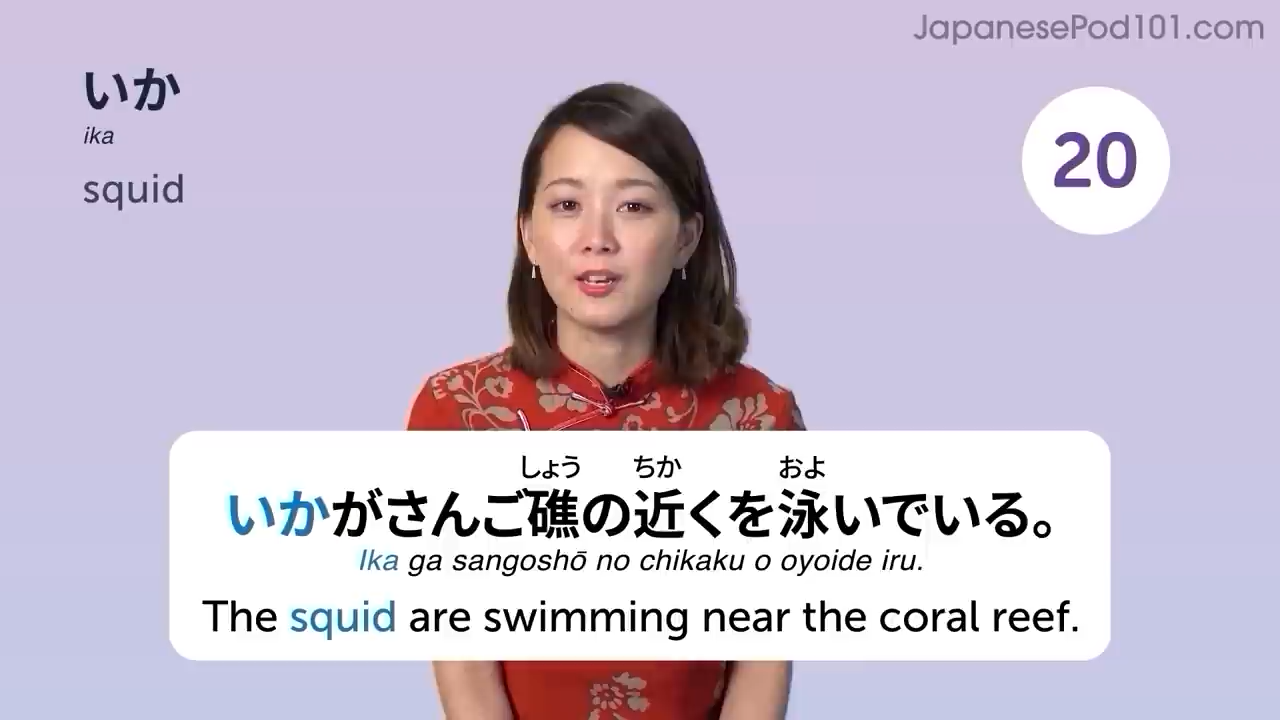 JapanesePod101.com
いか
ika
squid
20
しょう ちか およ
いかがさんご礁の近くを泳いでいる。
Ika ga sangoshō no chikaku o oyoide iru.
The squid are swimming near the coral reef.